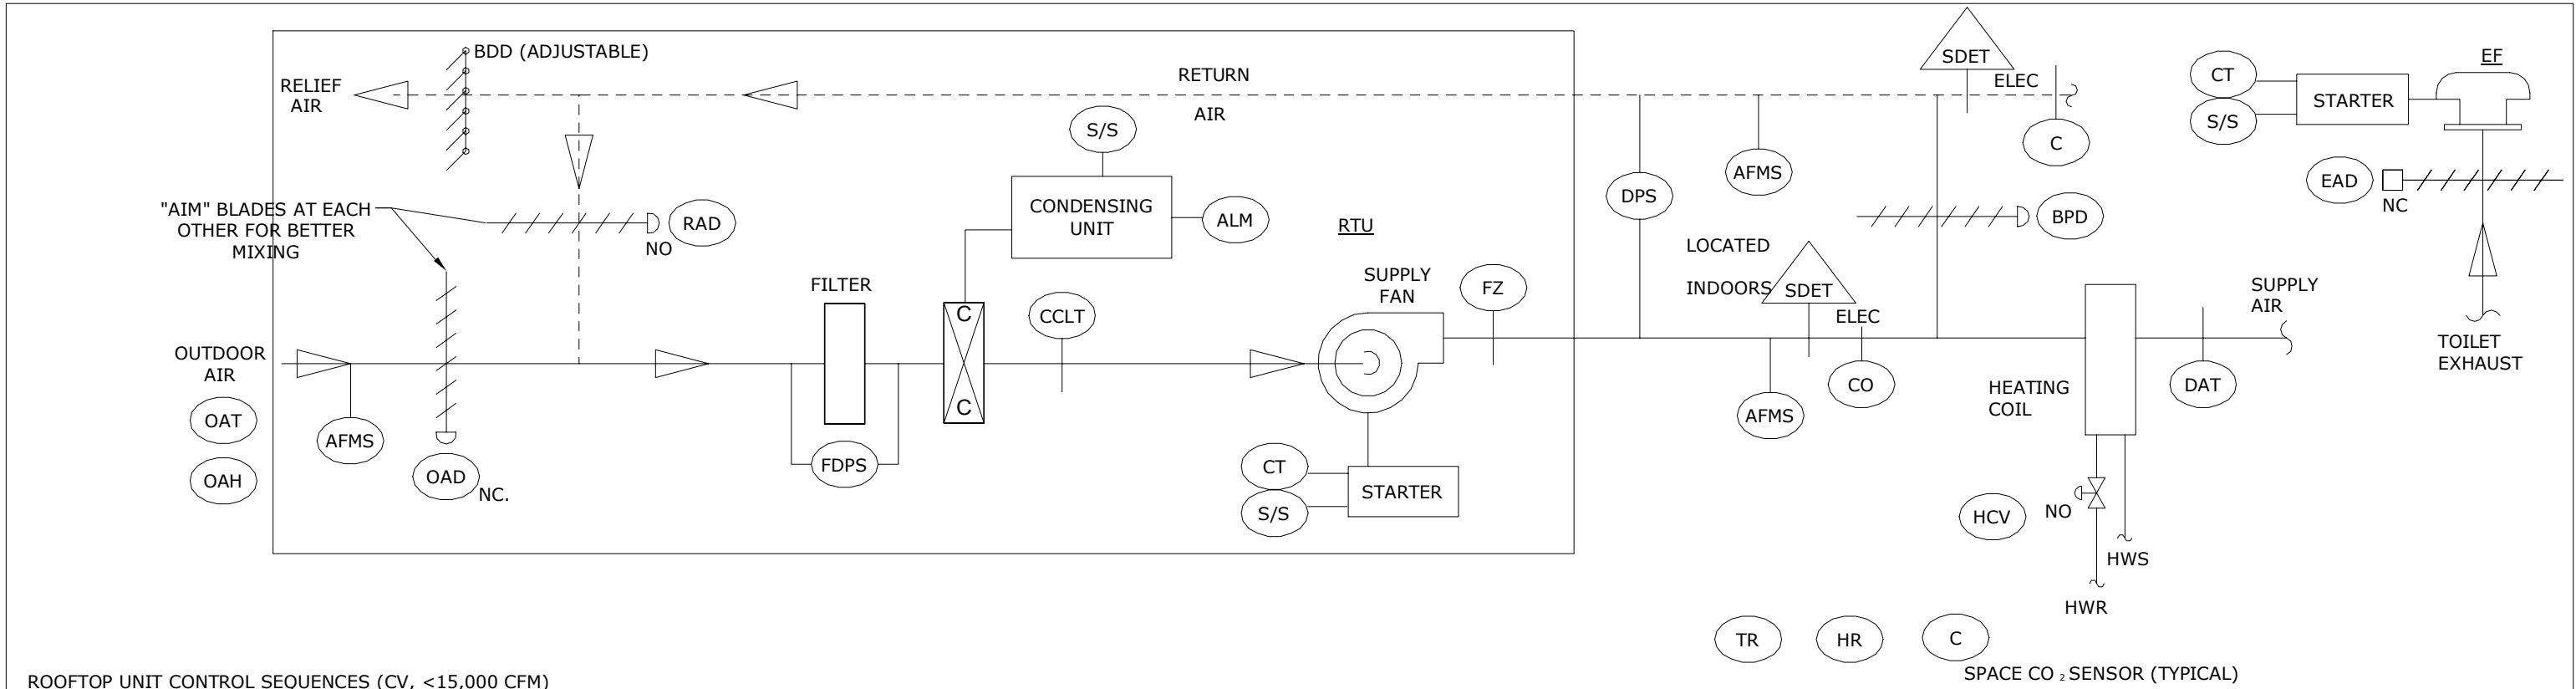 BDD (ADJUSTABLE)
RELIEF
AIR
RETURN
AIR
SDET
ELEC
C
EF
CT
S/S
STARTER
EAD
NC
S/S
CONDENSING
UNIT
ALM
AFMS
DPS
BPD
"AIM" BLADES AT EACH
OTHER FOR BETTER
MIXING
RAD
NO
RTU
LOCATED
INDOORS
SDET
ELEC
FILTER
SUPPLY
FAN
FZ
C
C
CCLT
SUPPLY
AIR
TOILET
EXHAUST
OUTDOOR
AIR
OAT
OAH
AFMS
OAD
NC.
FDPS
CT
S/S
STARTER
AFMS
CO
HEATING
COIL
DAT
HCV
NO
HWS
HWR
TR
HR
C
SPACE CO₂ SENSOR (TYPICAL)
ROOFTOP UNIT CONTROL SEQUENCES (CV, <15,000 CFM)